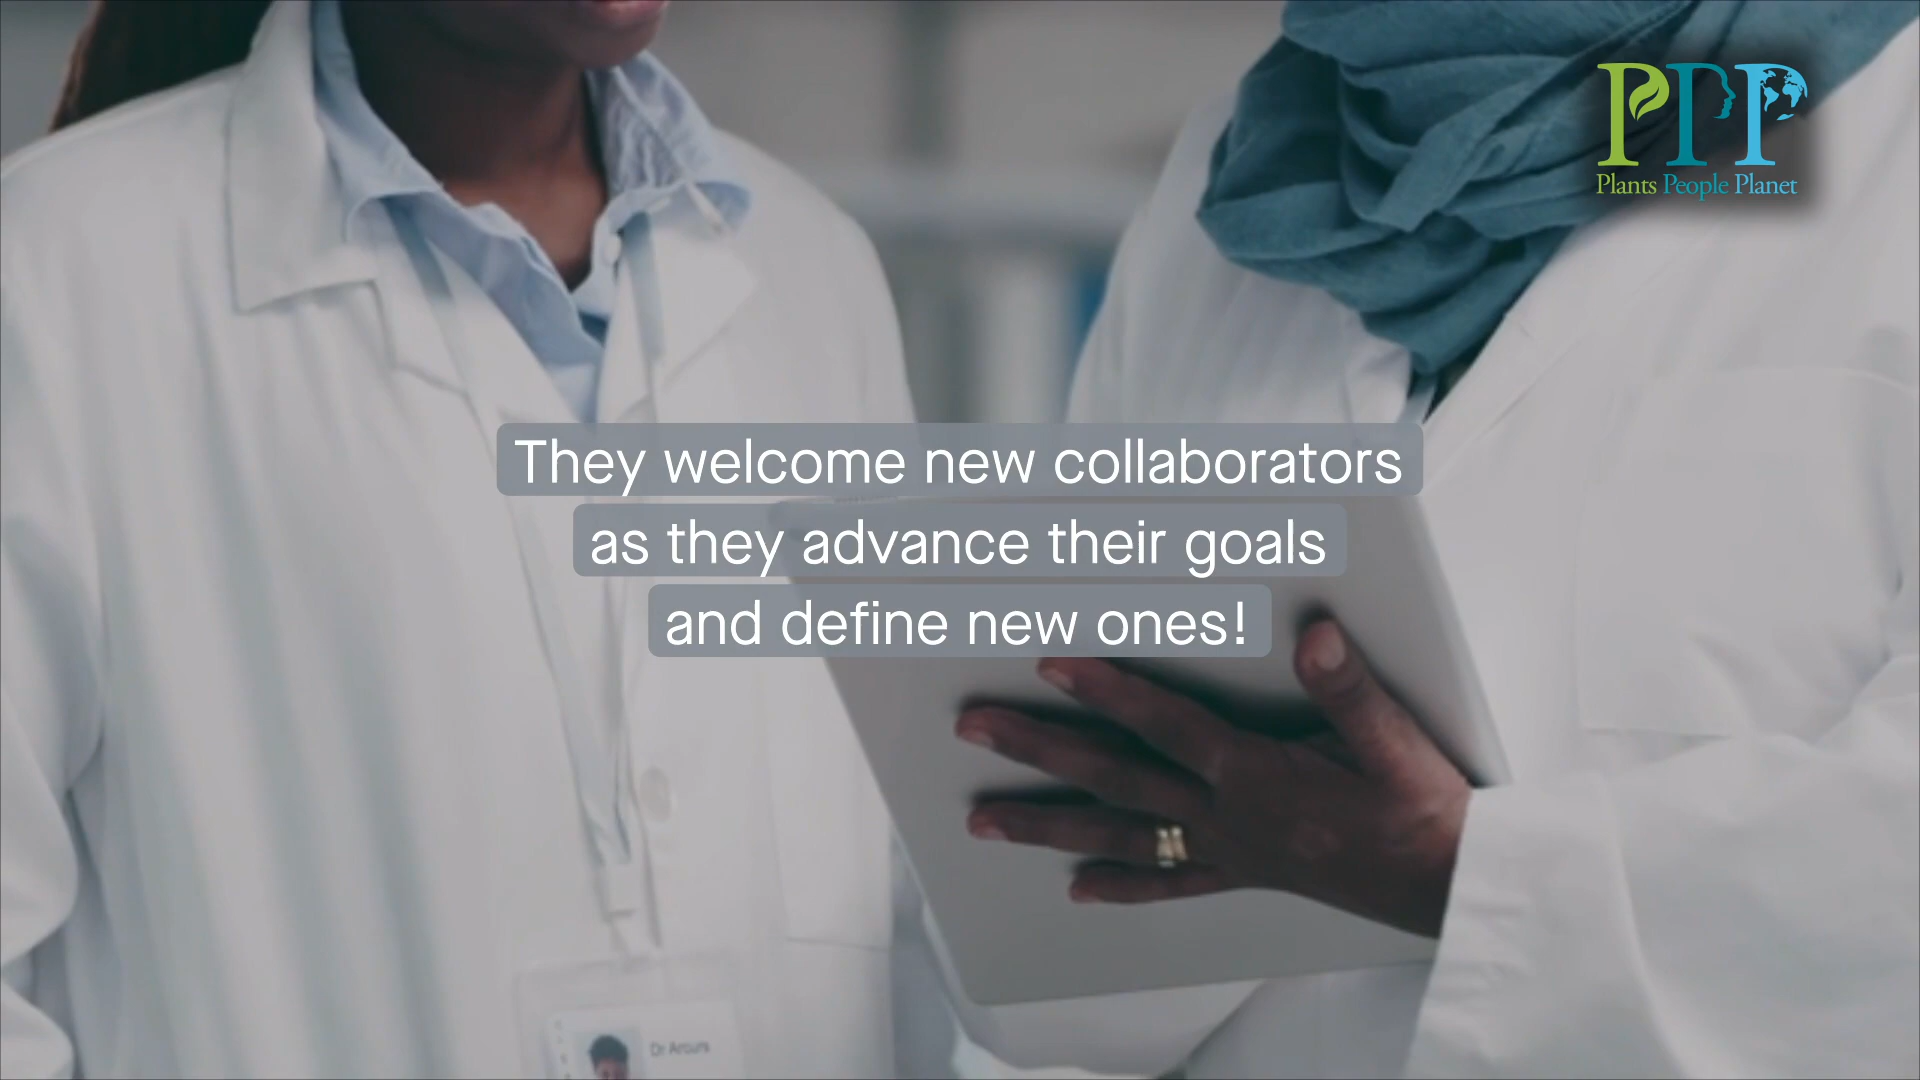 PPP
Plants People Planet
They welcome new collaborators
as they advance their goals
and define new ones!